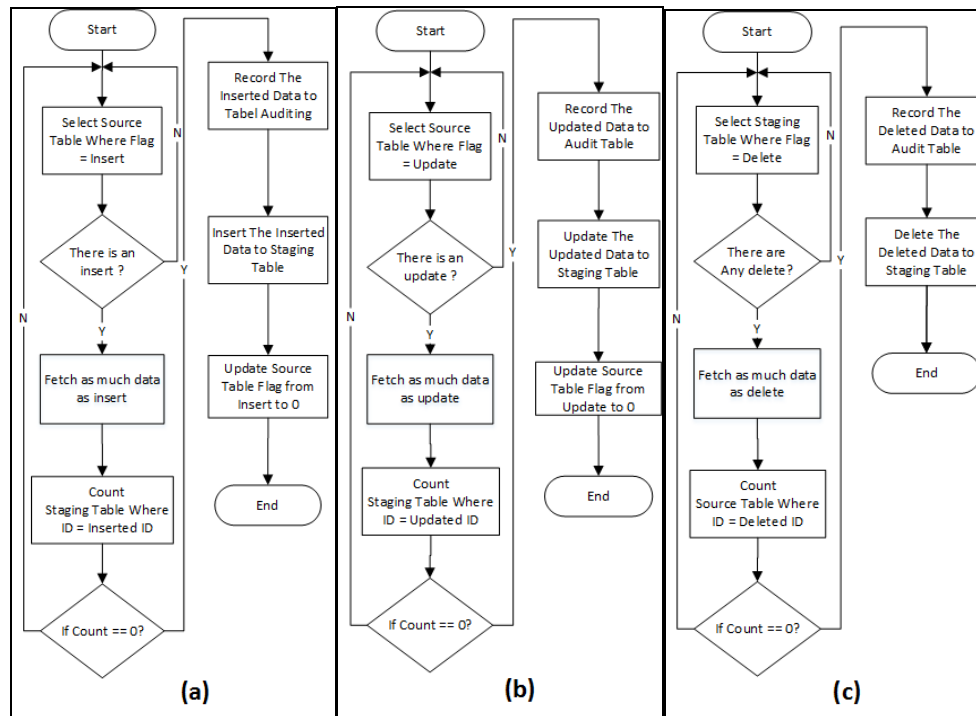 Start
Select Source
Table Where Flag
= Insert
N
There is an
insert ?
Y
Fetch as much data
as insert
Count
Staging Table Where
ID = Inserted ID
If Count == 0?
N
Y
Record The
Inserted Data to
Tabel Auditing
Insert The Inserted
Data to Staging
Table
Update Source
Table Flag from
Insert to 0
End
(a)
Start
Select Source
Table Where Flag
= Update
N
There is an
update ?
Y
Fetch as much data
as update
Count
Staging Table Where
ID = Updated ID
If Count == 0?
N
Y
Record The
Updated Data to
Audit Table
Update The
Updated Data to
Staging Table
Update Source
Table Flag from
Update to 0
End
(b)
Start
Select Staging
Table Where Flag
= Delete
N
There are
Any delete?
Y
Fetch as much data
as delete
Count
Source Table Where
ID = Deleted ID
If Count == 0?
N
Y
Record The
Deleted Data to
Audit Table
Delete The
Deleted Data to
Staging Table
End
(c)